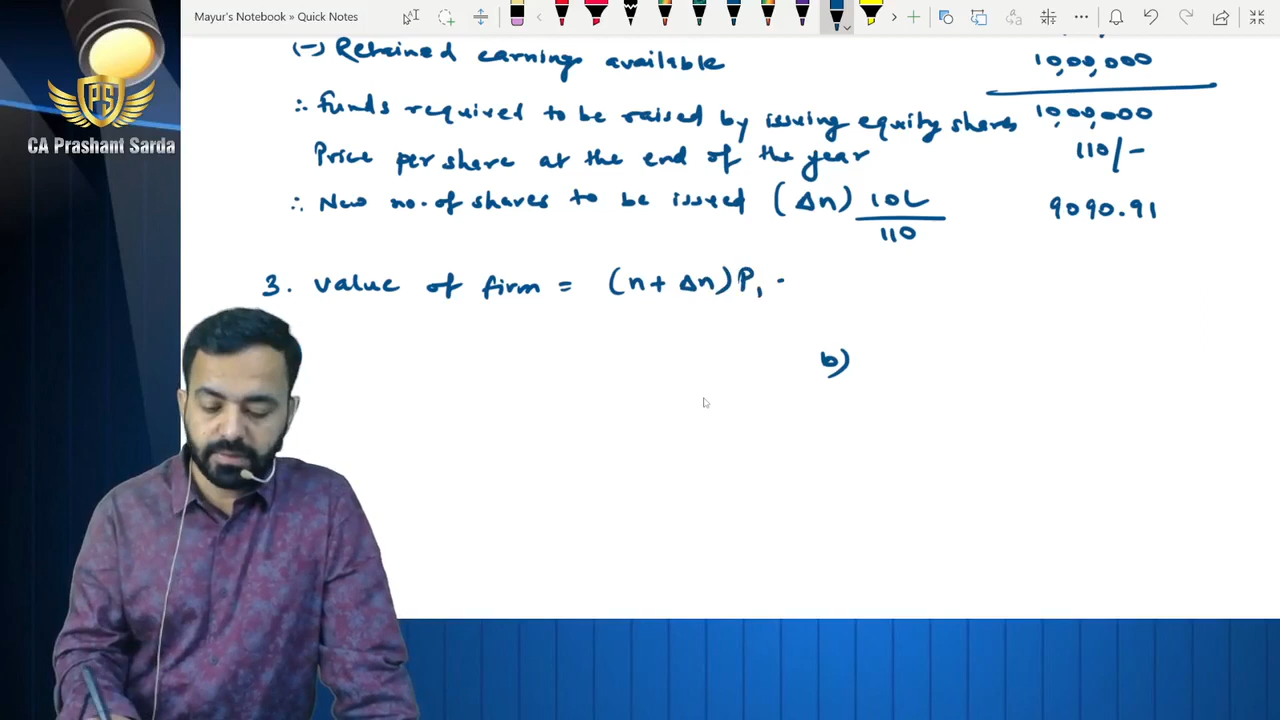 Mayur's Notebook » Quick Notes
(-) Retained earnings available 10,00,000
∴ Funds required to be raised by issuing equity shares 10,00,000
Price per share at the end of the year 110/-
∴ New no. of shares to be issued (Δn) 10L/110 9090.91
3. Value of firm = (n + Δn) P₁ -
b)
PS
CA Prashant Sarda